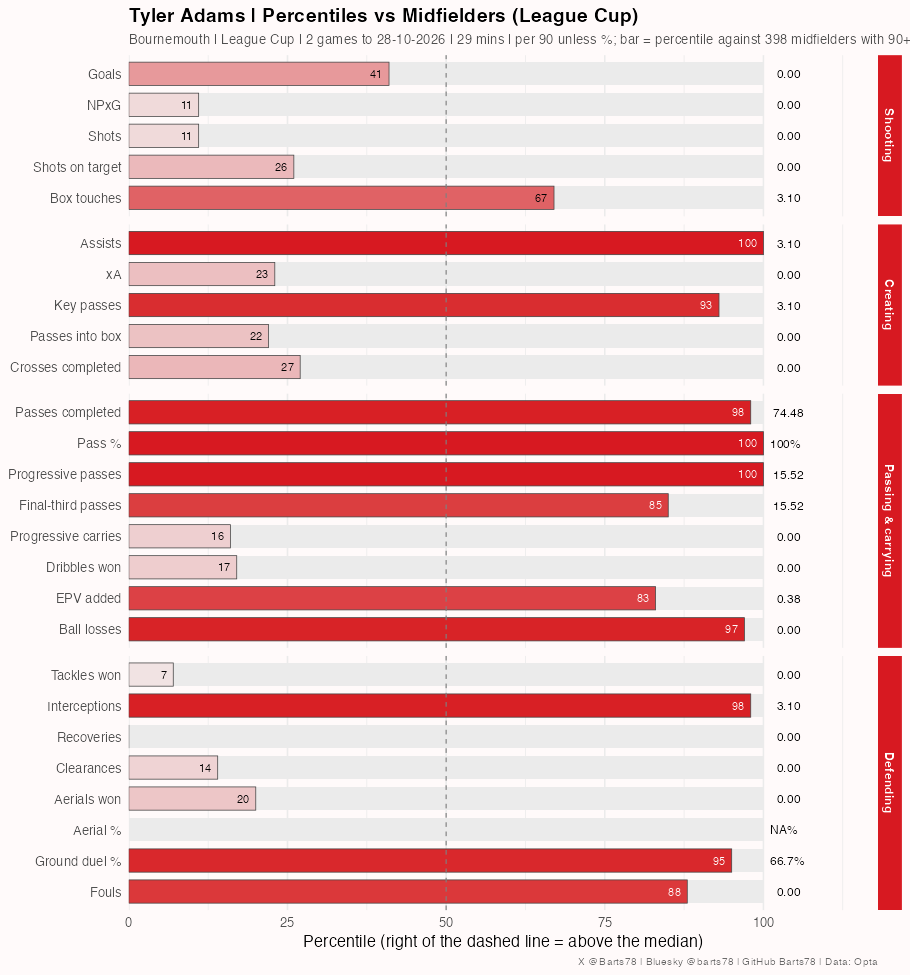 Tyler Adams | Percentiles vs Midfielders (League Cup)
Bournemouth | League Cup | 2 games to 28-10-2026 | 29 mins | per 90 unless %; bar = percentile against 398 midfielders with 90+
Goals 41 0.00
NPxG 11 0.00
Shots 11 0.00
Shots on target 26 0.00
Box touches 67 3.10
Shooting
Assists 100 3.10
xA 23 0.00
Key passes 93 3.10
Passes into box 22 0.00
Crosses completed 27 0.00
Creating
Passes completed 98 74.48
Pass % 100 100%
Progressive passes 100 15.52
Final-third passes 85 15.52
Progressive carries 16 0.00
Dribbles won 17 0.00
EPV added 83 0.38
Ball losses 97 0.00
Passing & carrying
Tackles won 7 0.00
Interceptions 98 3.10
Recoveries 0.00
Clearances 14 0.00
Aerials won 20 0.00
Aerial % NA%
Ground duel % 95 66.7%
Fouls 88 0.00
Defending
0 25 50 75 100
Percentile (right of the dashed line = above the median)
X @Barts78 | Bluesky @barts78 | GitHub Barts78 | Data: Opta